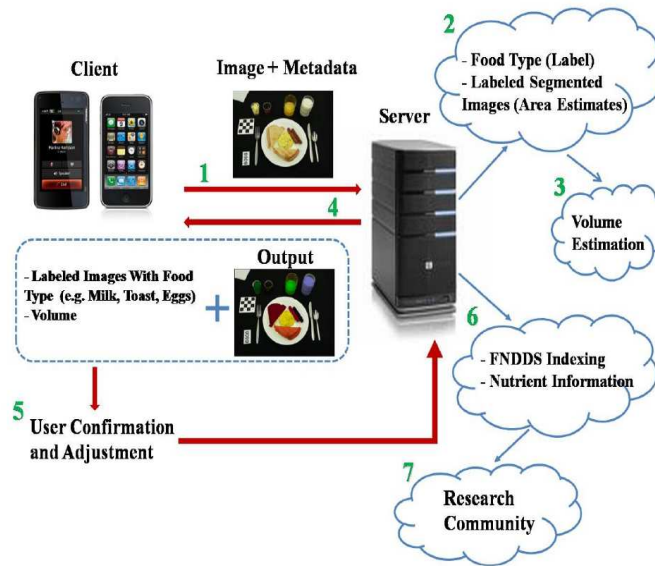 Client
Image + Metadata
Server
1
4
2
- Food Type (Label)
- Labeled Segmented
Images (Area Estimates)
3
Volume
Estimation
- Labeled Images With Food
Type (e.g. Milk, Toast, Eggs)
- Volume
+
Output
5
User Confirmation
and Adjustment
6
- FNDDS Indexing
- Nutrient Information
7
Research
Community